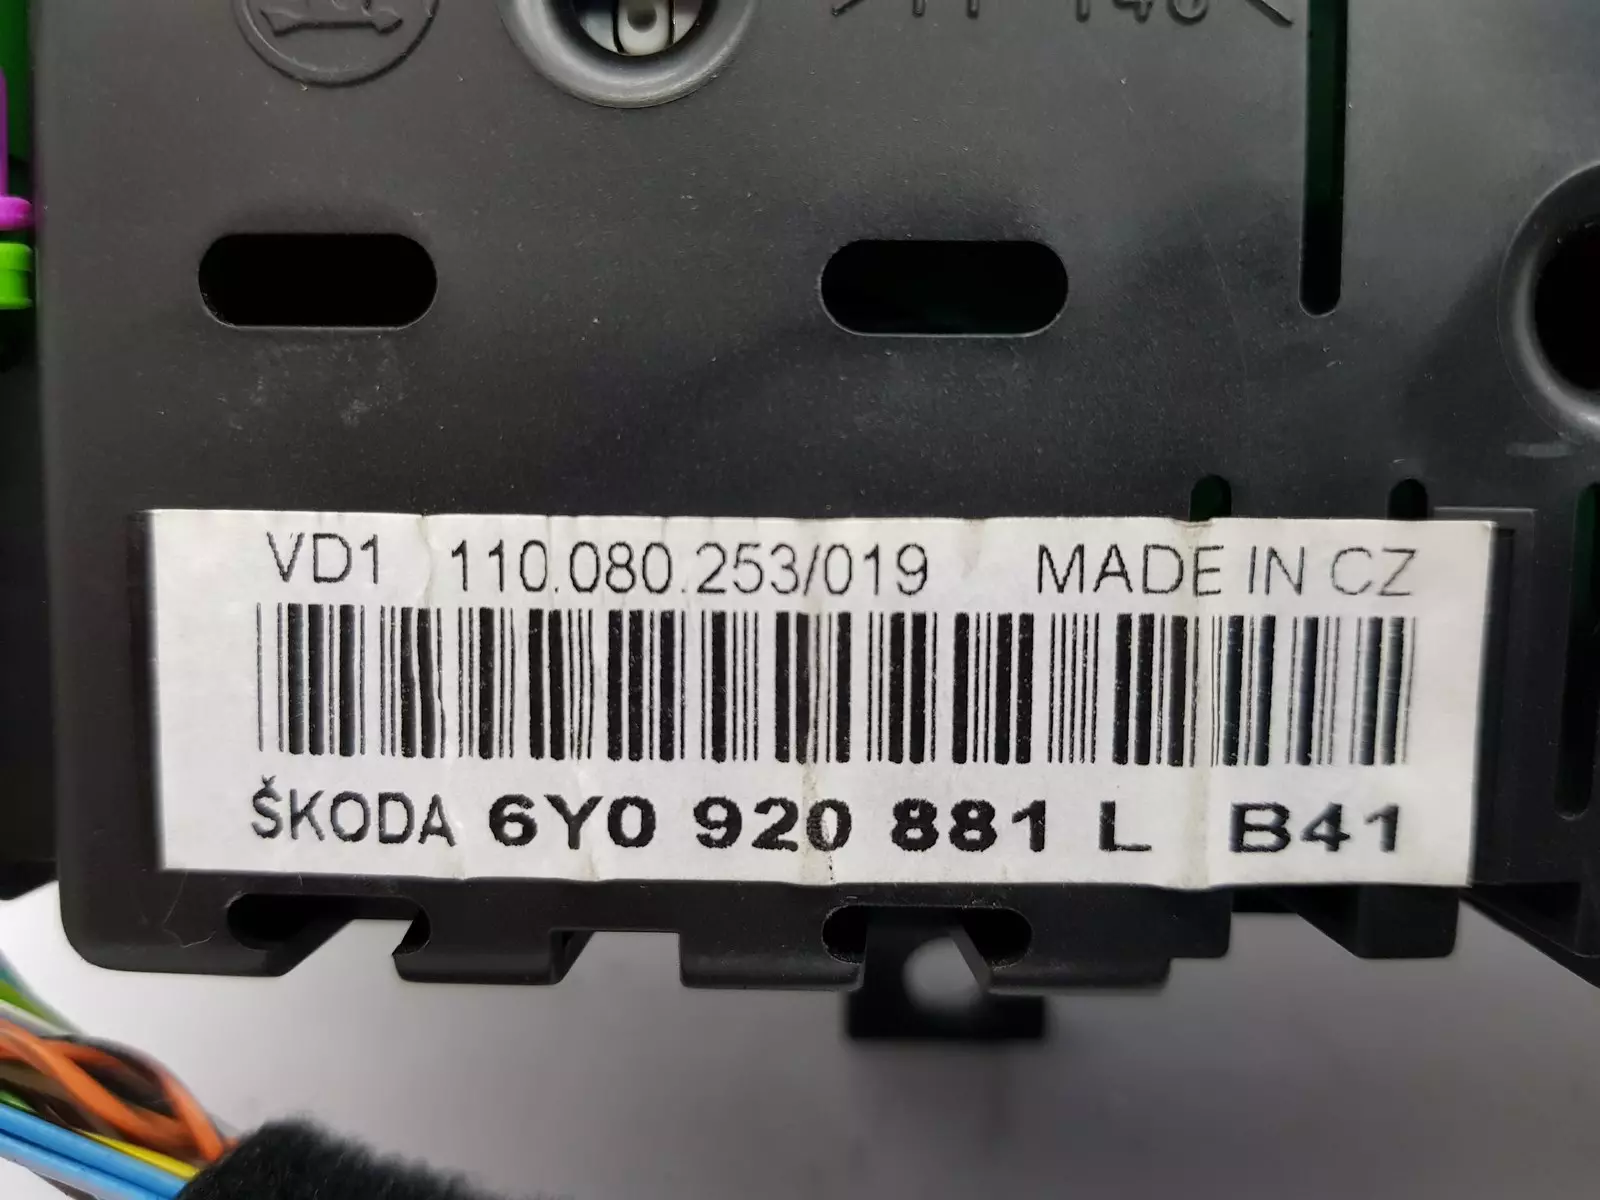 VD1 110.080.253/019 MADE IN CZ
ŠKODA 6Y0 920 881 L B41